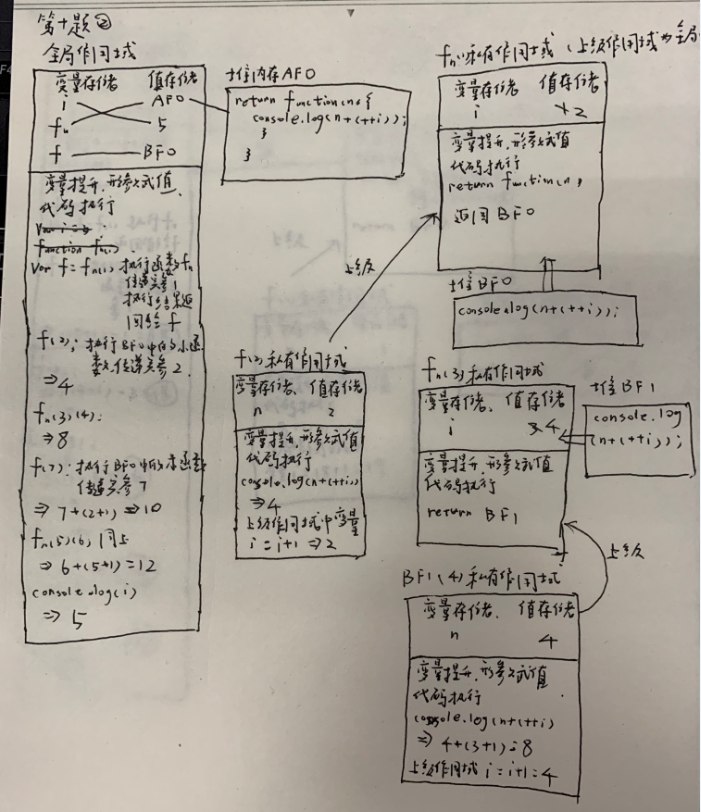 第十题②
全局作用域
变量存储 值存储
i AF0
fn 5
f BF0
变量提升,形参赋值
代码执行
var i=5
function fn(i)
var f=fn(1) 执行函数fn
传递实参1
执行结果返
回给 f
f(2); 执行BF0中的小函
数,传递实参2.
⇒4
fn(3)(4):
⇒8
f(7): 执行BF0中的小函数
传递实参7
⇒7+(2+1)⇒10
fn(5)(6) 同上
⇒6+(5+1)=12
console.log(i)
⇒5
堆内存AF0
return function(n){
console.log(n+(++i));
}
}
fn(1)私有作用域(上级作用域为全局
变量存储 值存储
i 1 2
变量提升,形参赋值
代码执行
return function(n)
返回BF0
上级
堆BF0
console.log(n+(++i));
f(2)私有作用域
变量存储、值存储
n 2
变量提升,形参赋值
代码执行
console.log(n+(++i))
⇒4
上级作用域中变量
i=i+1⇒2
fn(3)私有作用域
变量存储、值存储
i 3 4
变量提升,形参赋值
代码执行
return BF1
堆BF1
console.log
(n+(++i));
上级
BF1(4)私有作用域
变量存储、值存储
n 4
变量提升,形参赋值
代码执行
console.log(n+(++i)
⇒4+(3+1)=8
上级作用域 i=i+1=4